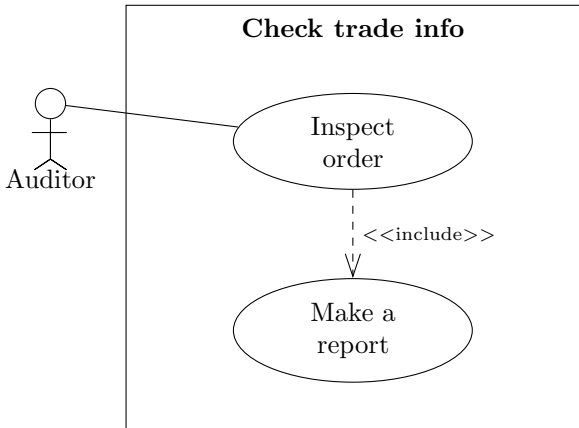 Check trade info
Inspect
order
Auditor
<<include>>
Make a
report